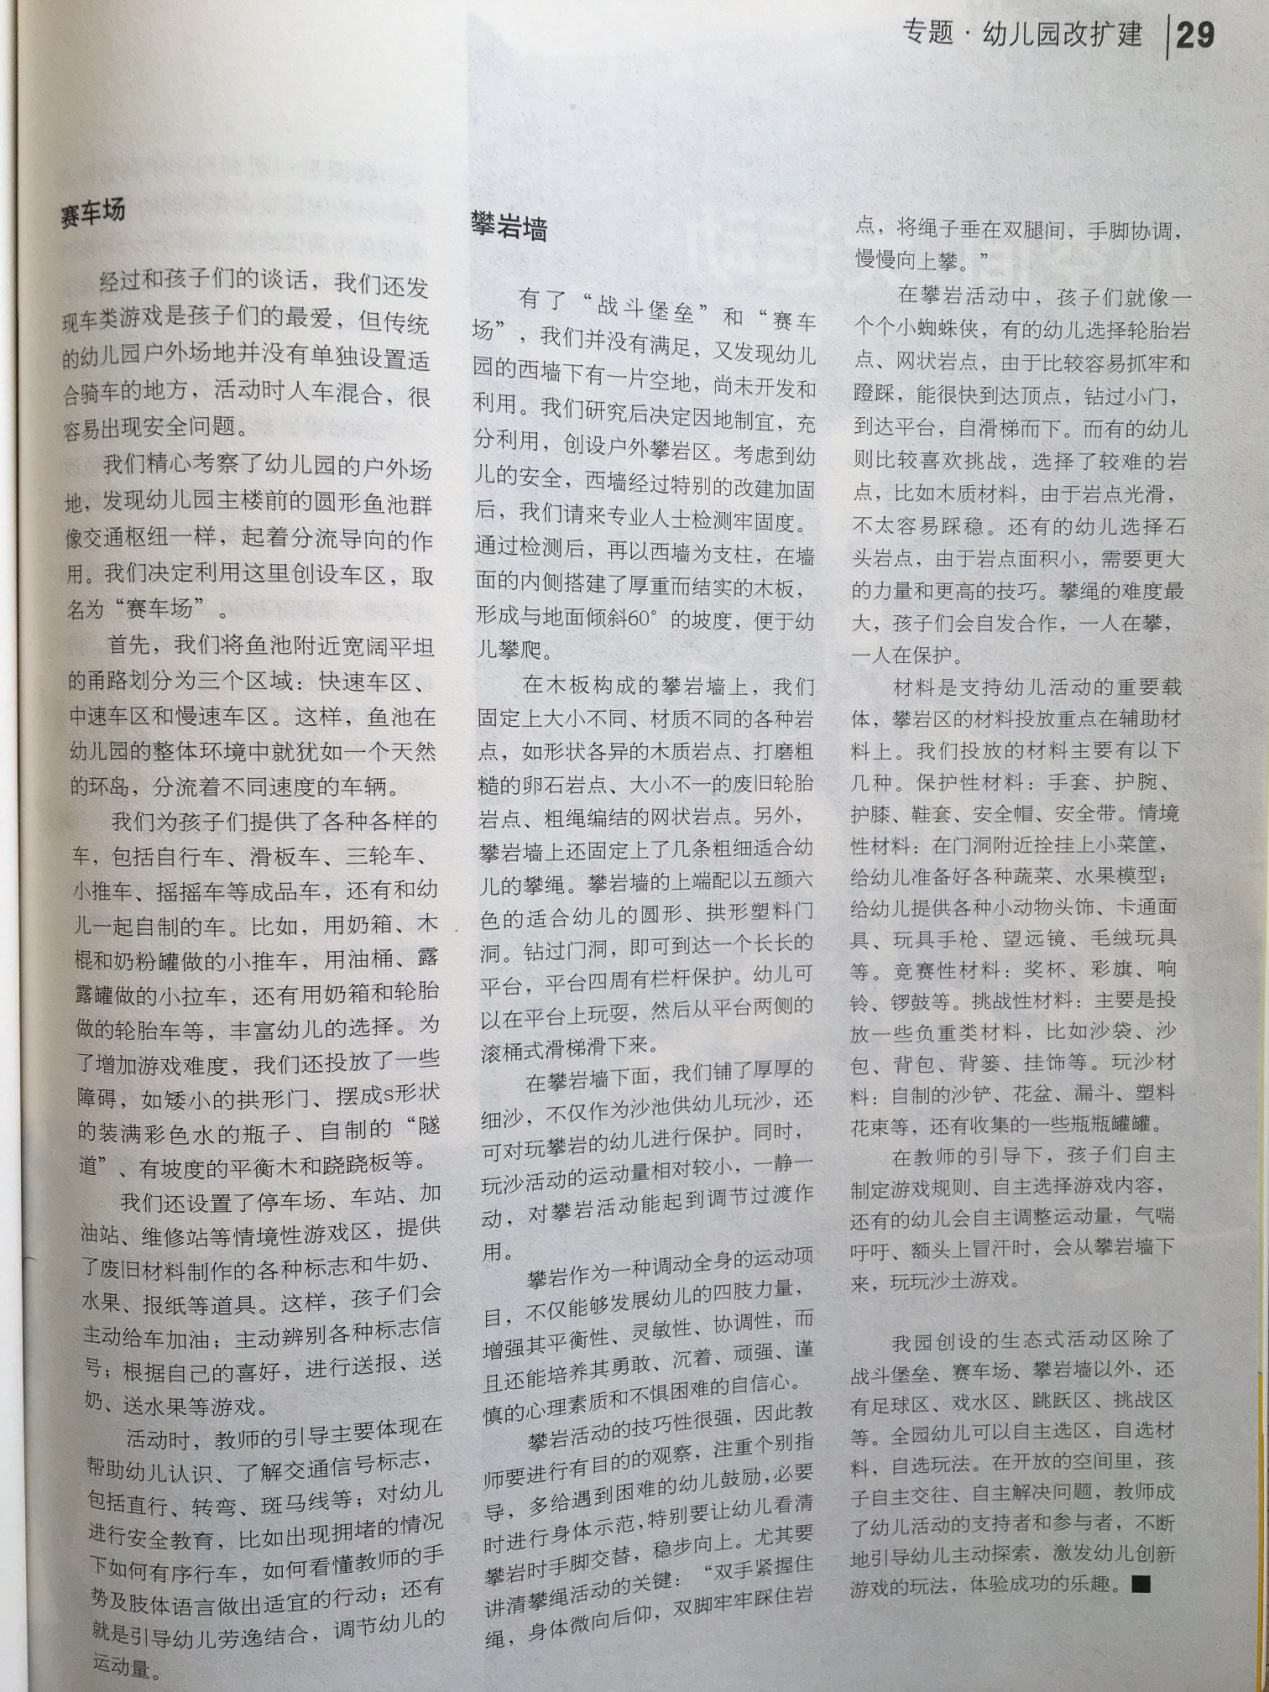 专题·幼儿园改扩建 29
赛车场
经过和孩子们的谈话，我们还发
现车类游戏是孩子们的最爱，但传统
的幼儿园户外场地并没有单独设置适
合骑车的地方，活动时人车混合，很
容易出现安全问题。
我们精心考察了幼儿园的户外场
地，发现幼儿园主楼前的圆形鱼池群
像交通枢纽一样，起着分流导向的作
用。我们决定利用这里创设车区，取
名为“赛车场”。
首先，我们将鱼池附近宽阔平坦
的甬路划分为三个区域：快速车区、
中速车区和慢速车区。这样，鱼池在
幼儿园的整体环境中就犹如一个天然
的环岛，分流着不同速度的车辆。
我们为孩子们提供了各种各样的
车，包括自行车、滑板车、三轮车、
小推车、摇摇车等成品车，还有和幼
儿一起自制的车。比如，用奶箱、木
棍和奶粉罐做的小推车，用油桶、露
露罐做的小拉车，还有用奶箱和轮胎
做的轮胎车等，丰富幼儿的选择。为
了增加游戏难度，我们还投放了一些
障碍，如矮小的拱形门、摆成s形状
的装满彩色水的瓶子、自制的“隧
道”、有坡度的平衡木和跷跷板等。
我们还设置了停车场、车站、加
油站、维修站等情境性游戏区，提供
了废旧材料制作的各种标志和牛奶、
水果、报纸等道具。这样，孩子们会
主动给车加油；主动辨别各种标志信
号；根据自己的喜好，进行送报、送
奶、送水果等游戏。
活动时，教师的引导主要体现在
帮助幼儿认识、了解交通信号标志，
包括直行、转弯、斑马线等；对幼儿
进行安全教育，比如出现拥堵的情况
下如何有序行车，如何看懂教师的手
势及肢体语言做出适宜的行动；还有
就是引导幼儿劳逸结合，调节幼儿的
运动量。
攀岩墙
有了“战斗堡垒”和“赛车
场”，我们并没有满足，又发现幼儿
园的西墙下有一片空地，尚未开发和
利用。我们研究后决定因地制宜，充
分利用，创设户外攀岩区。考虑到幼
儿的安全，西墙经过特别的改建加固
后，我们请来专业人士检测牢固度。
通过检测后，再以西墙为支柱，在墙
面的内侧搭建了厚重而结实的木板，
形成与地面倾斜60°的坡度，便于幼
儿攀爬。
在木板构成的攀岩墙上，我们
固定上大小不同、材质不同的各种岩
点，如形状各异的木质岩点、打磨粗
糙的卵石岩点、大小不一的废旧轮胎
岩点、粗绳编结的网状岩点。另外，
攀岩墙上还固定上了几条粗细适合幼
儿的攀绳。攀岩墙的上端配以五颜六
色的适合幼儿的圆形、拱形塑料门
洞。钻过门洞，即可到达一个长长的
平台，平台四周有栏杆保护。幼儿可
以在平台上玩耍，然后从平台两侧的
滚桶式滑梯滑下来。
在攀岩墙下面，我们铺了厚厚的
细沙，不仅作为沙池供幼儿玩沙，还
可对玩攀岩的幼儿进行保护。同时，
玩沙活动的运动量相对较小，一静一
动，对攀岩活动能起到调节过渡作
用。
攀岩作为一种调动全身的运动项
目，不仅能够发展幼儿的四肢力量，
增强其平衡性、灵敏性、协调性，而
且还能培养其勇敢、沉着、顽强、谨
慎的心理素质和不惧困难的自信心。
攀岩活动的技巧性很强，因此教
师要进行有目的的观察，注重个别指
导，多给遇到困难的幼儿鼓励，必要
时进行身体示范，特别要让幼儿看清
攀岩时手脚交替，稳步向上。尤其要
讲清攀绳活动的关键：“双手紧握住
绳，身体微向后仰，双脚牢牢踩住岩
点，将绳子垂在双腿间，手脚协调，
慢慢向上攀。”
在攀岩活动中，孩子们就像一
个个小蜘蛛侠，有的幼儿选择轮胎岩
点、网状岩点，由于比较容易抓牢和
蹬踩，能很快到达顶点，钻过小门，
到达平台，自滑梯而下。而有的幼儿
则比较喜欢挑战，选择了较难的岩
点，比如木质材料，由于岩点光滑，
不太容易踩稳。还有的幼儿选择石
头岩点，由于岩点面积小，需要更大
的力量和更高的技巧。攀绳的难度最
大，孩子们会自发合作，一人在攀，
一人在保护。
材料是支持幼儿活动的重要载
体，攀岩区的材料投放重点在辅助材
料上。我们投放的材料主要有以下
几种。保护性材料：手套、护腕、
护膝、鞋套、安全帽、安全带。情境
性材料：在门洞附近拴挂上小菜筐，
给幼儿准备好各种蔬菜、水果模型；
给幼儿提供各种小动物头饰、卡通面
具、玩具手枪、望远镜、毛绒玩具
等。竞赛性材料：奖杯、彩旗、响
铃、锣鼓等。挑战性材料：主要是投
放一些负重类材料，比如沙袋、沙
包、背包、背篓、挂饰等。玩沙材
料：自制的沙铲、花盆、漏斗、塑料
花束等，还有收集的一些瓶瓶罐罐。
在教师的引导下，孩子们自主
制定游戏规则、自主选择游戏内容，
还有的幼儿会自主调整运动量，气喘
吁吁、额头上冒汗时，会从攀岩墙下
来，玩玩沙土游戏。
我园创设的生态式活动区除了
战斗堡垒、赛车场、攀岩墙以外，还
有足球区、戏水区、跳跃区、挑战区
等。全园幼儿可以自主选区，自选材
料，自选玩法。在开放的空间里，孩
子自主交往、自主解决问题，教师成
了幼儿活动的支持者和参与者，不断
地引导幼儿主动探索，激发幼儿创新
游戏的玩法，体验成功的乐趣。■